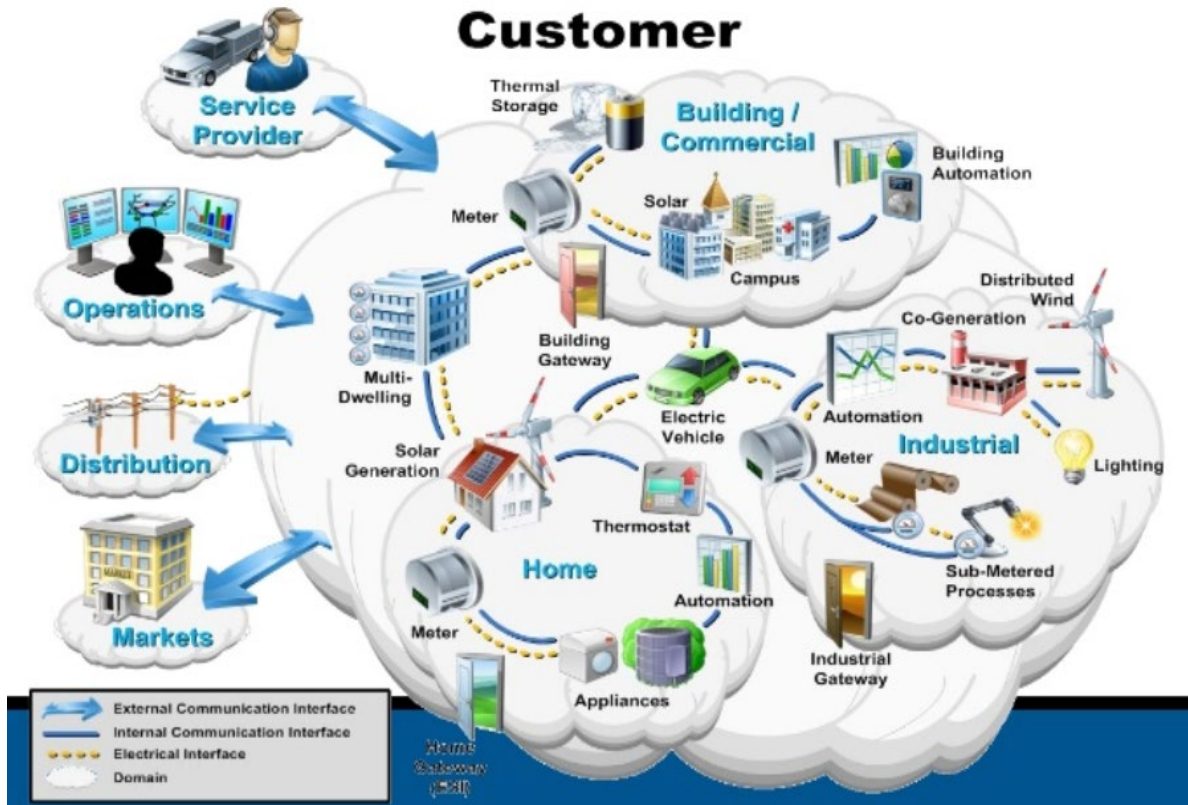 Customer
Service
Provider
Thermal
Storage
Building /
Commercial
Building
Automation
Meter
Solar
Campus
Operations
Building
Gateway
Multi-
Dwelling
Distributed
Wind
Co-Generation
Automation
Electric
Vehicle
Industrial
Meter
Lighting
Distribution
Solar
Generation
Thermostat
Home
Automation
Sub-Metered
Processes
MARKET
Markets
Meter
Appliances
Industrial
Gateway
Home
Gateway
(ESI)
External Communication Interface
Internal Communication Interface
Electrical Interface
Domain